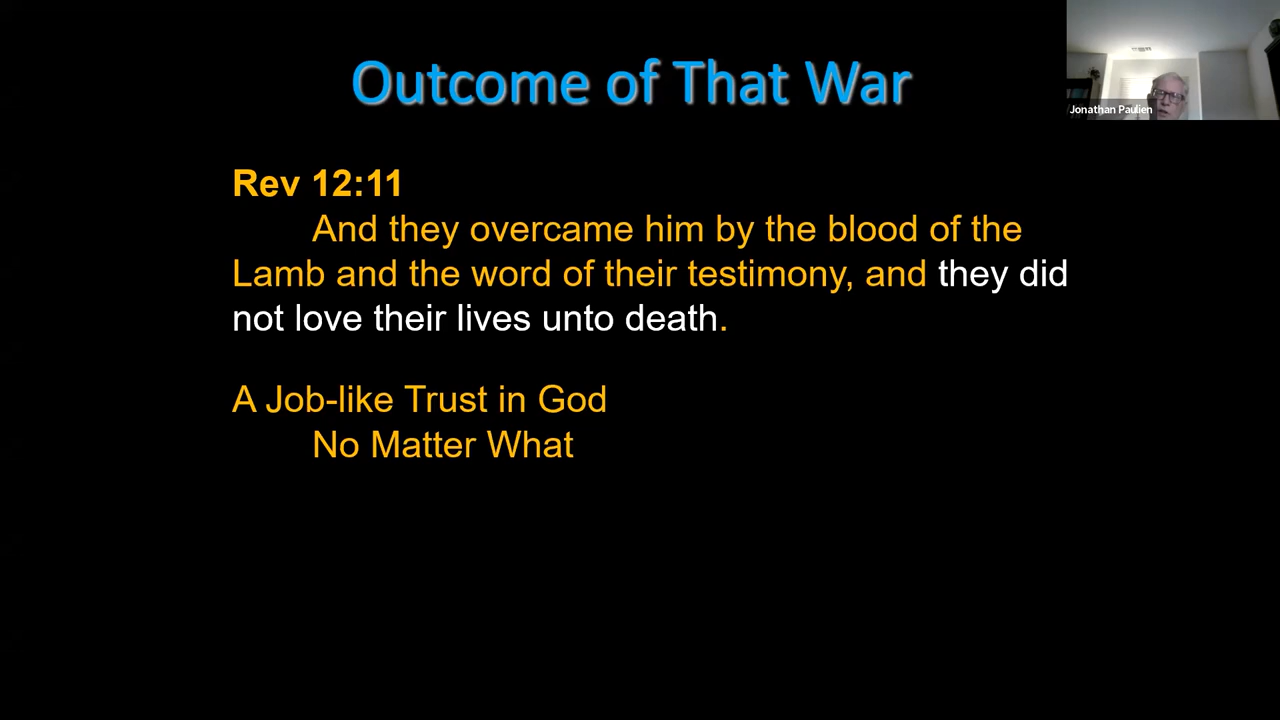 Outcome of That War
Jonathan Paulien
Rev 12:11
And they overcame him by the blood of the
Lamb and the word of their testimony, and they did
not love their lives unto death.
A Job-like Trust in God
No Matter What